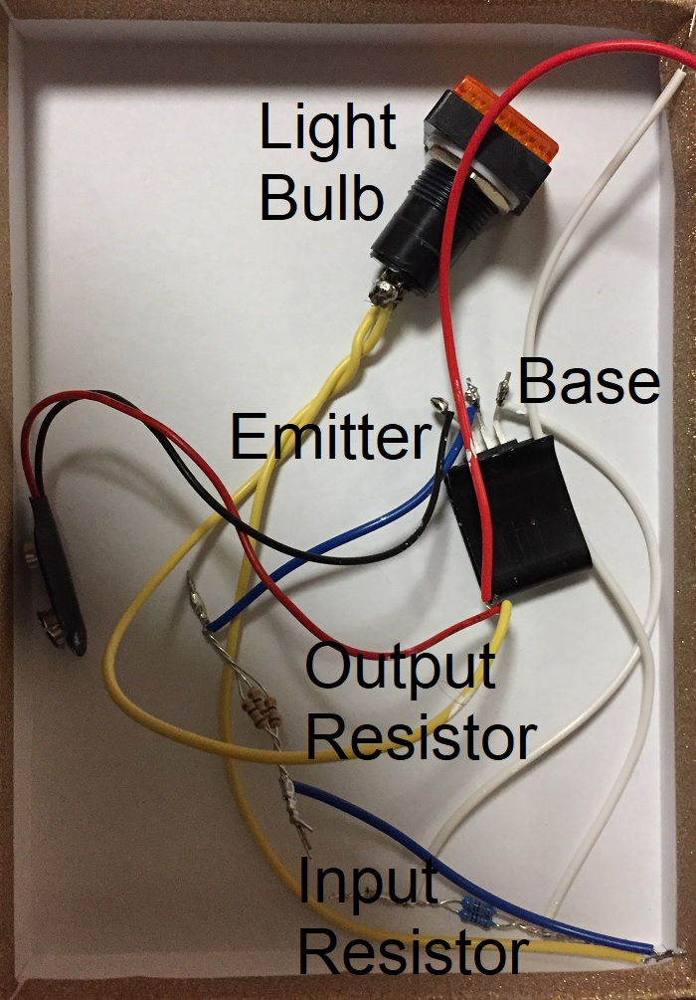 Light
Bulb
Base
Emitter
Output
Resistor
Input
Resistor